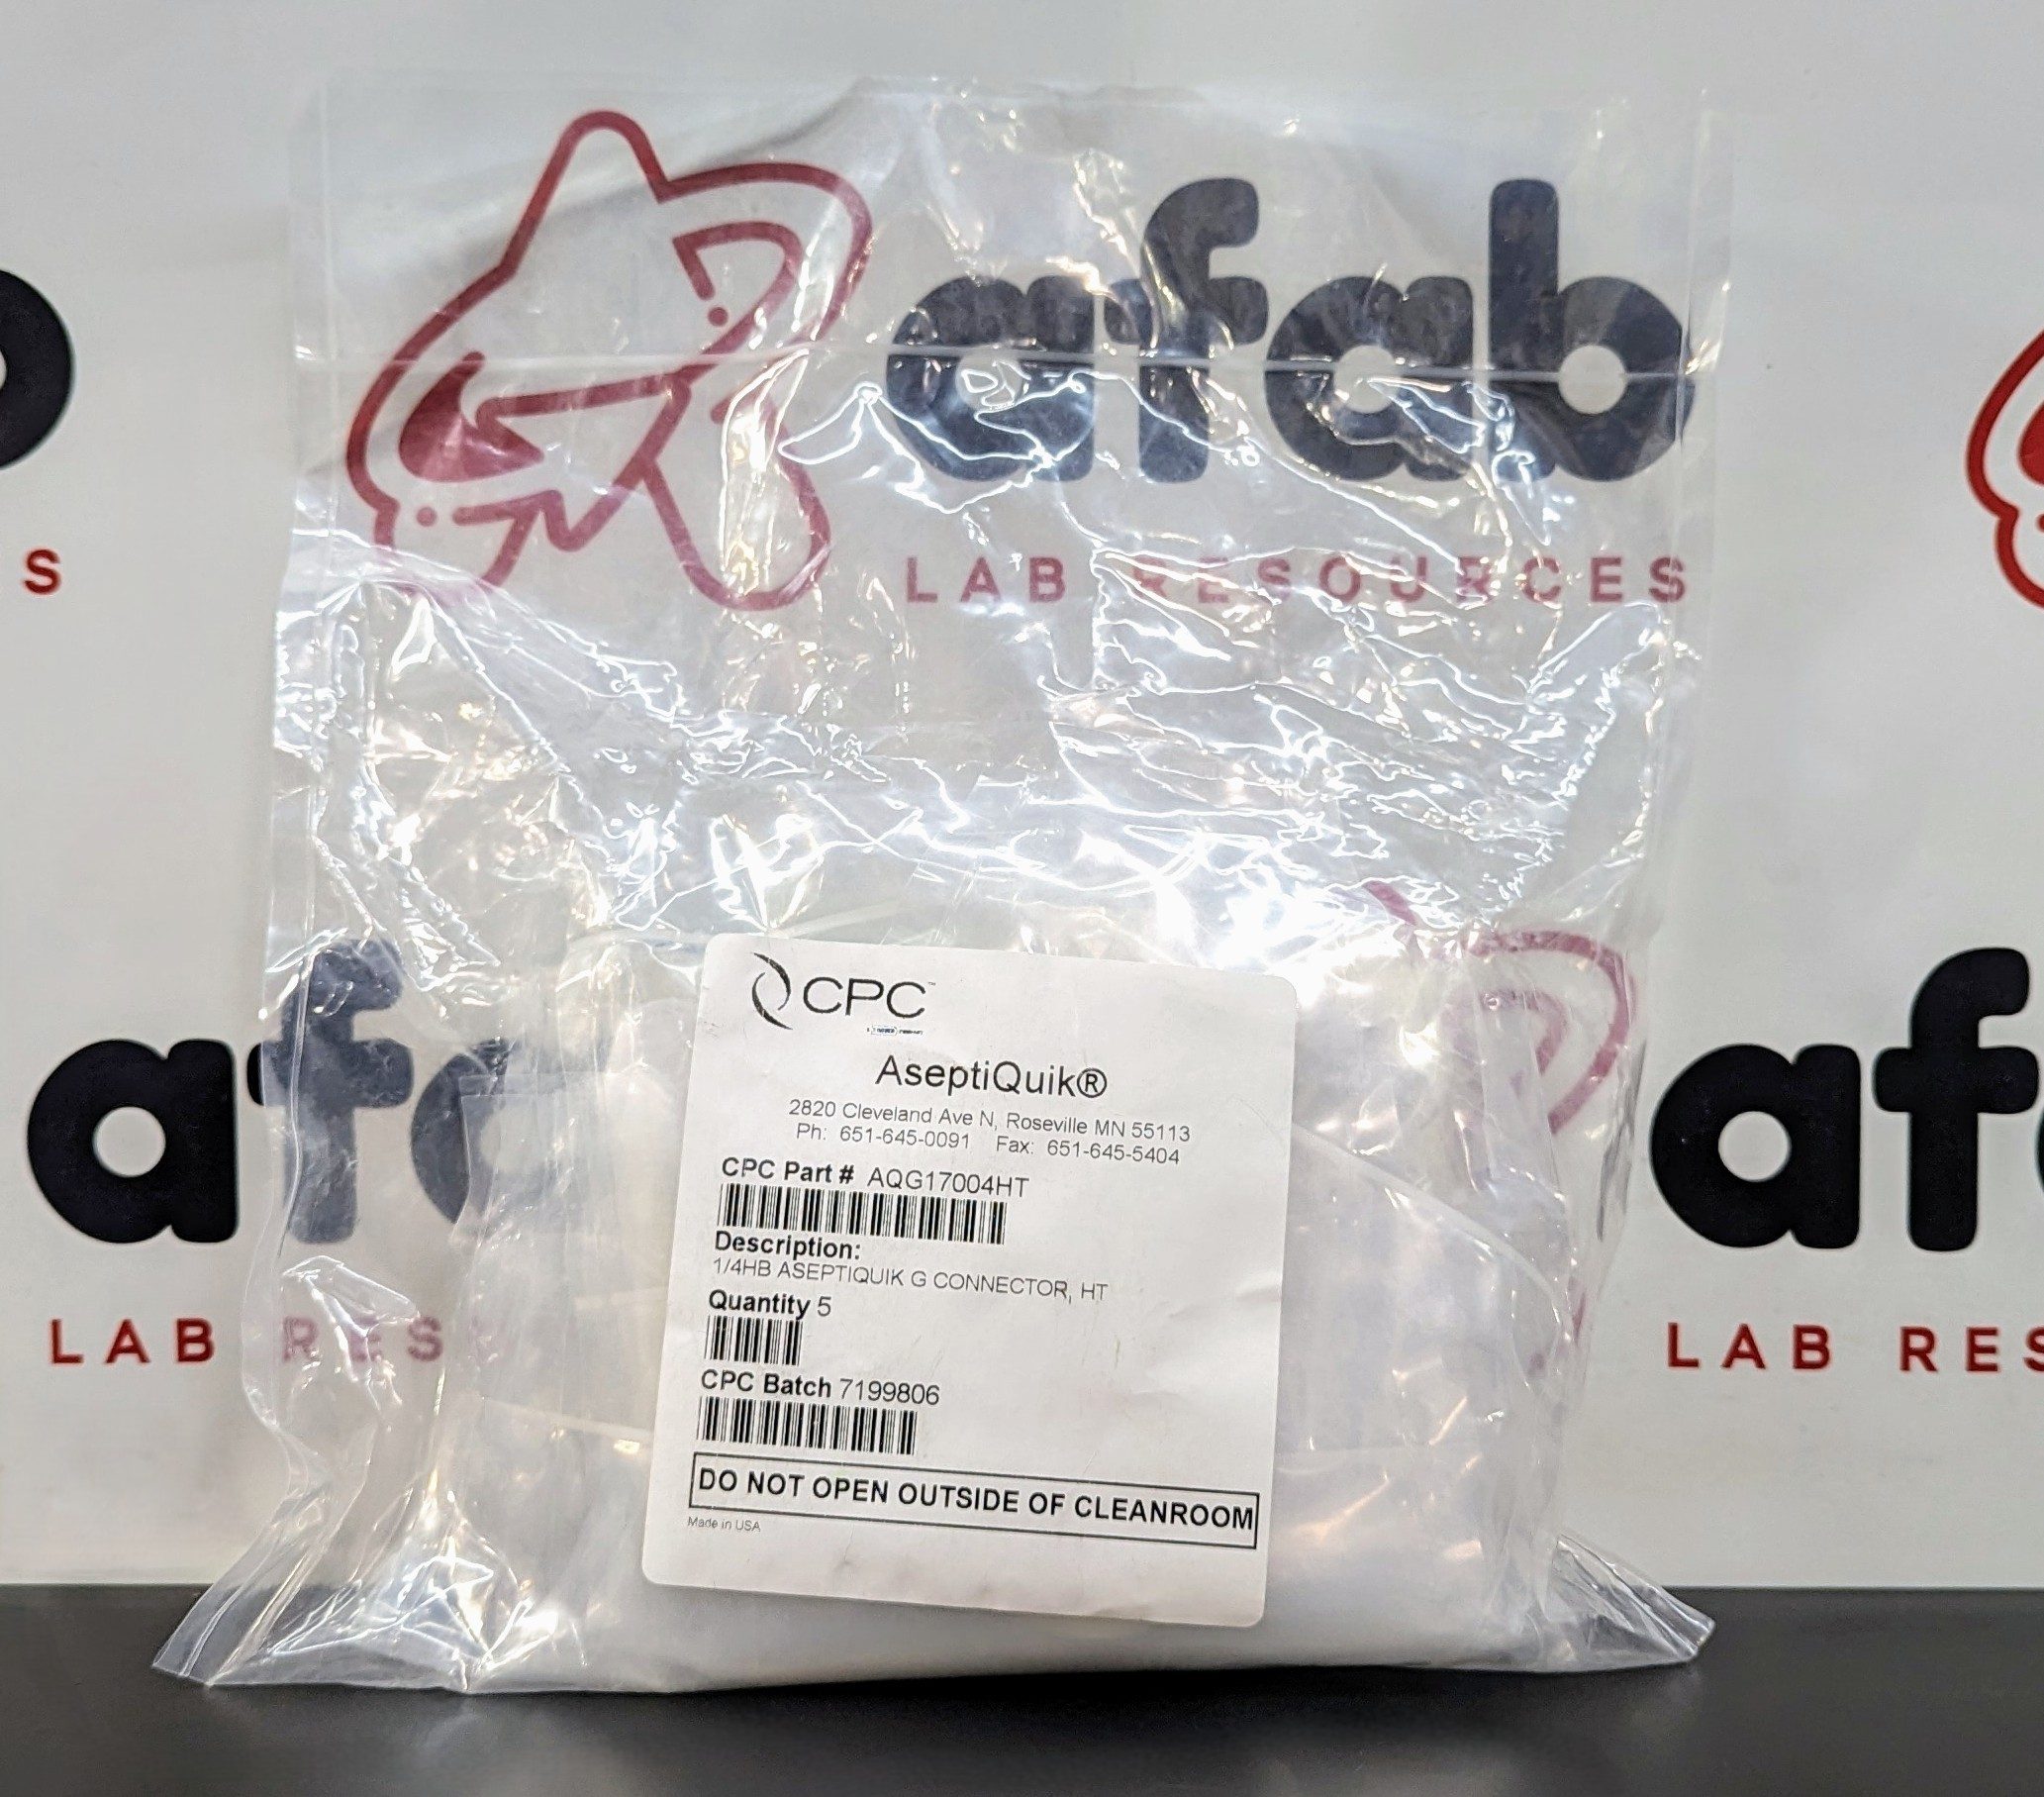 afab
LAB RESOURCES
S
afa
LAB RES
af
LAB RES
CPC™
AseptiQuik®
2820 Cleveland Ave N, Roseville MN 55113
Ph: 651-645-0091 Fax: 651-645-5404
CPC Part # AQG17004HT
Description:
1/4HB ASEPTIQUIK G CONNECTOR, HT
Quantity 5
CPC Batch 7199806
DO NOT OPEN OUTSIDE OF CLEANROOM
Made in USA